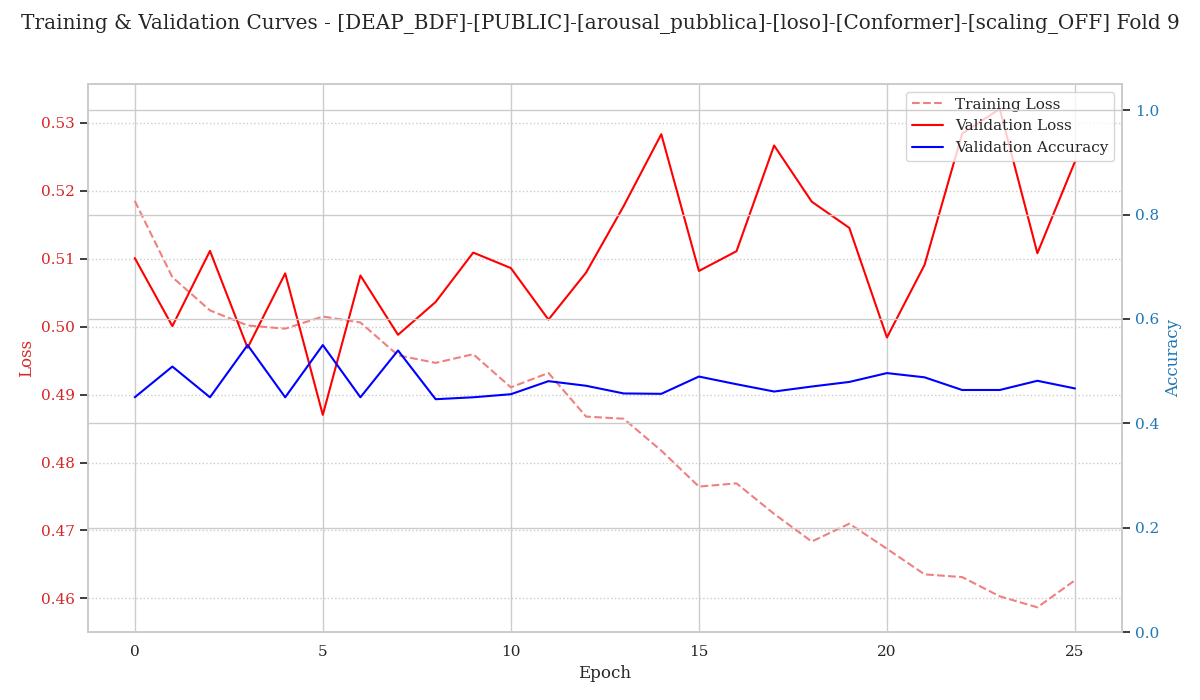 Training & Validation Curves - [DEAP_BDF]-[PUBLIC]-[arousal_pubblica]-[loso]-[Conformer]-[scaling_OFF] Fold 9
Training Loss
Validation Loss
Validation Accuracy
0.53
0.52
0.51
0.50
0.49
0.48
0.47
0.46
Loss
1.0
0.8
0.6
0.4
0.2
0.0
Accuracy
0 5 10 15 20 25
Epoch